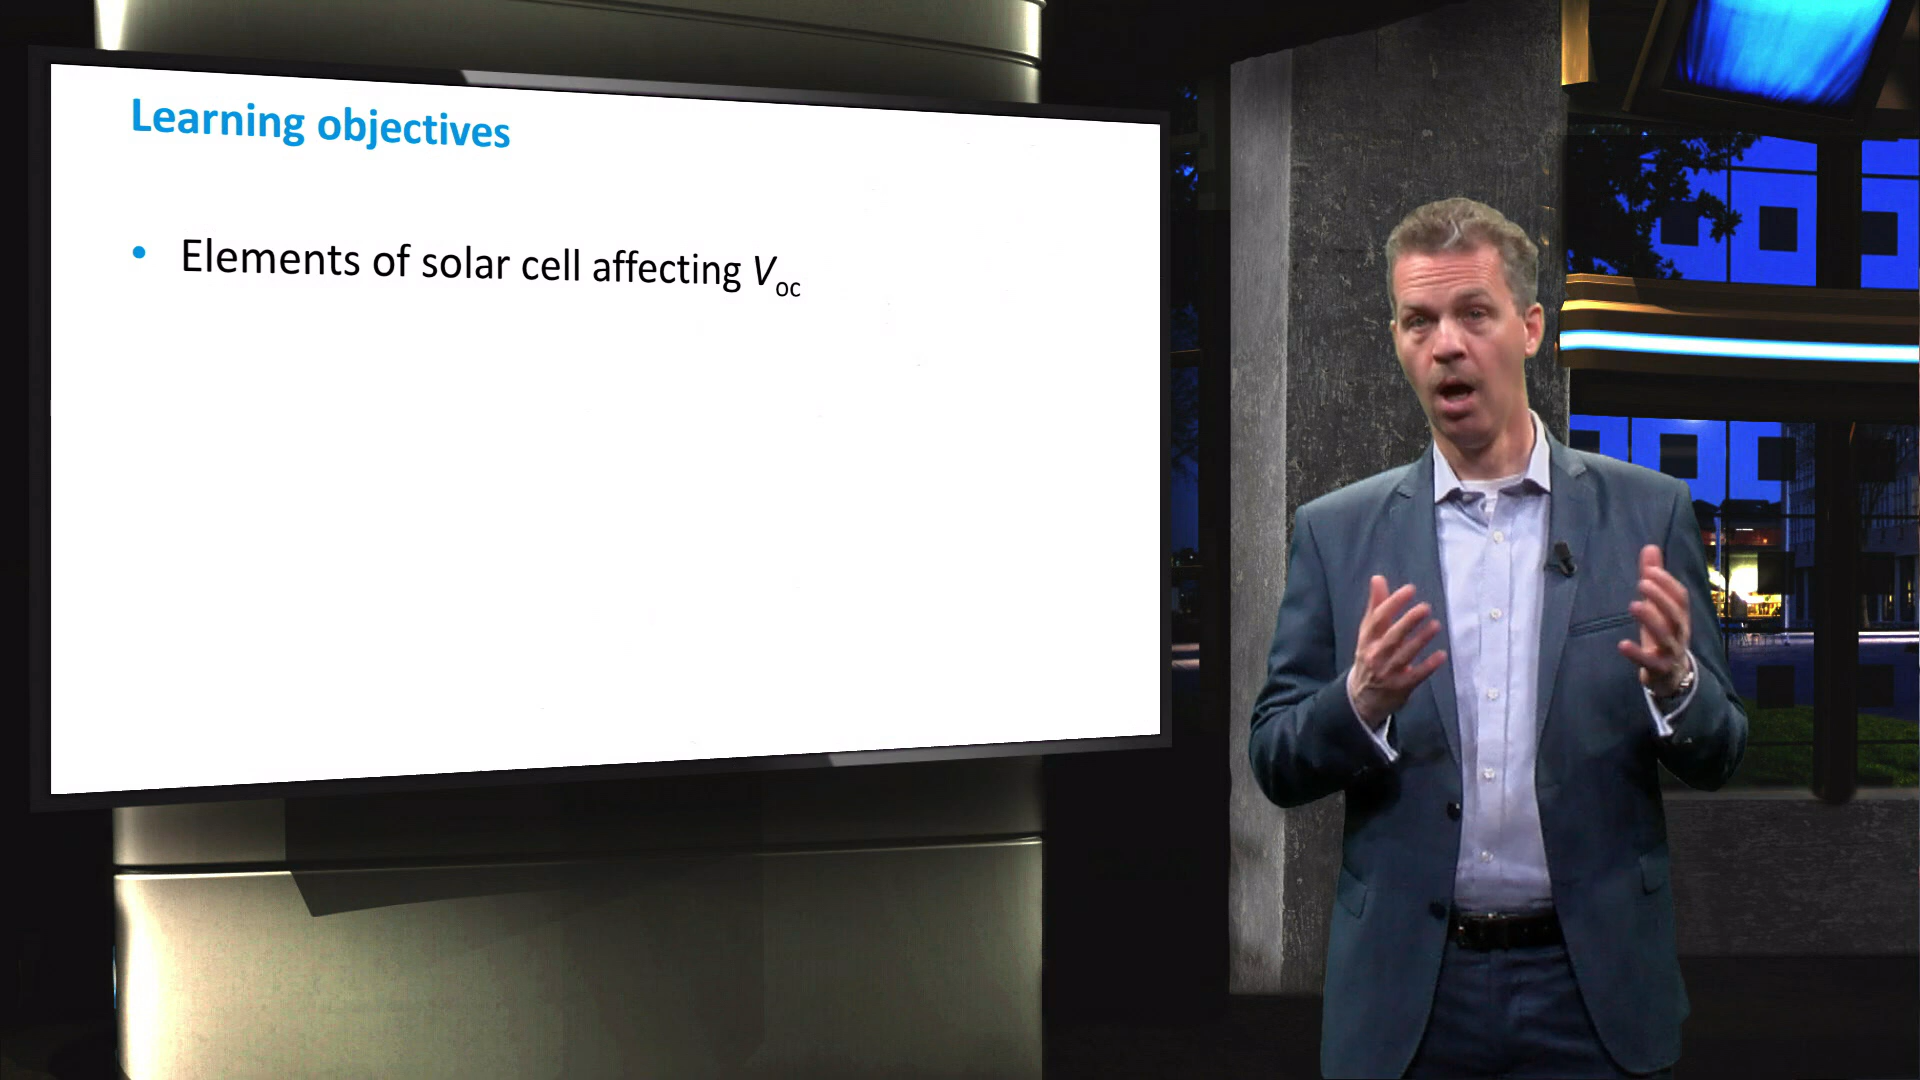 Learning objectives
• Elements of solar cell affecting Voc